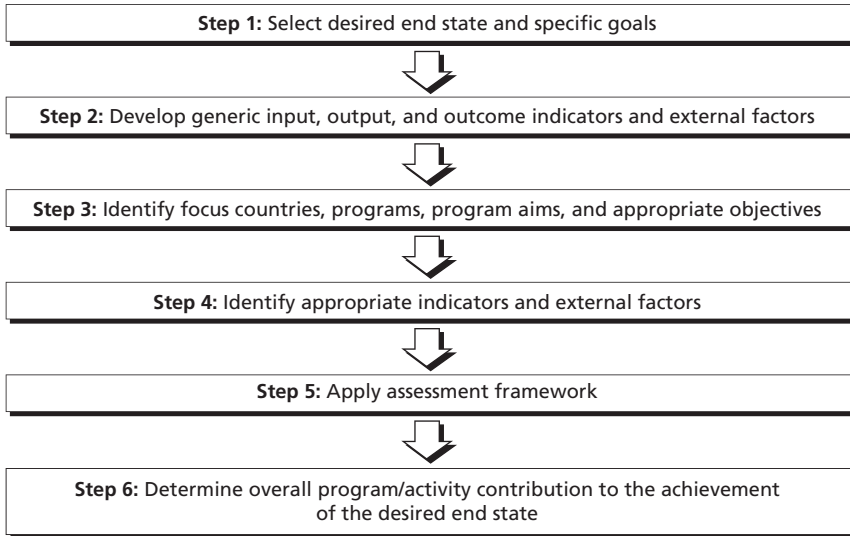 Step 1: Select desired end state and specific goals
Step 2: Develop generic input, output, and outcome indicators and external factors
Step 3: Identify focus countries, programs, program aims, and appropriate objectives
Step 4: Identify appropriate indicators and external factors
Step 5: Apply assessment framework
Step 6: Determine overall program/activity contribution to the achievement
of the desired end state